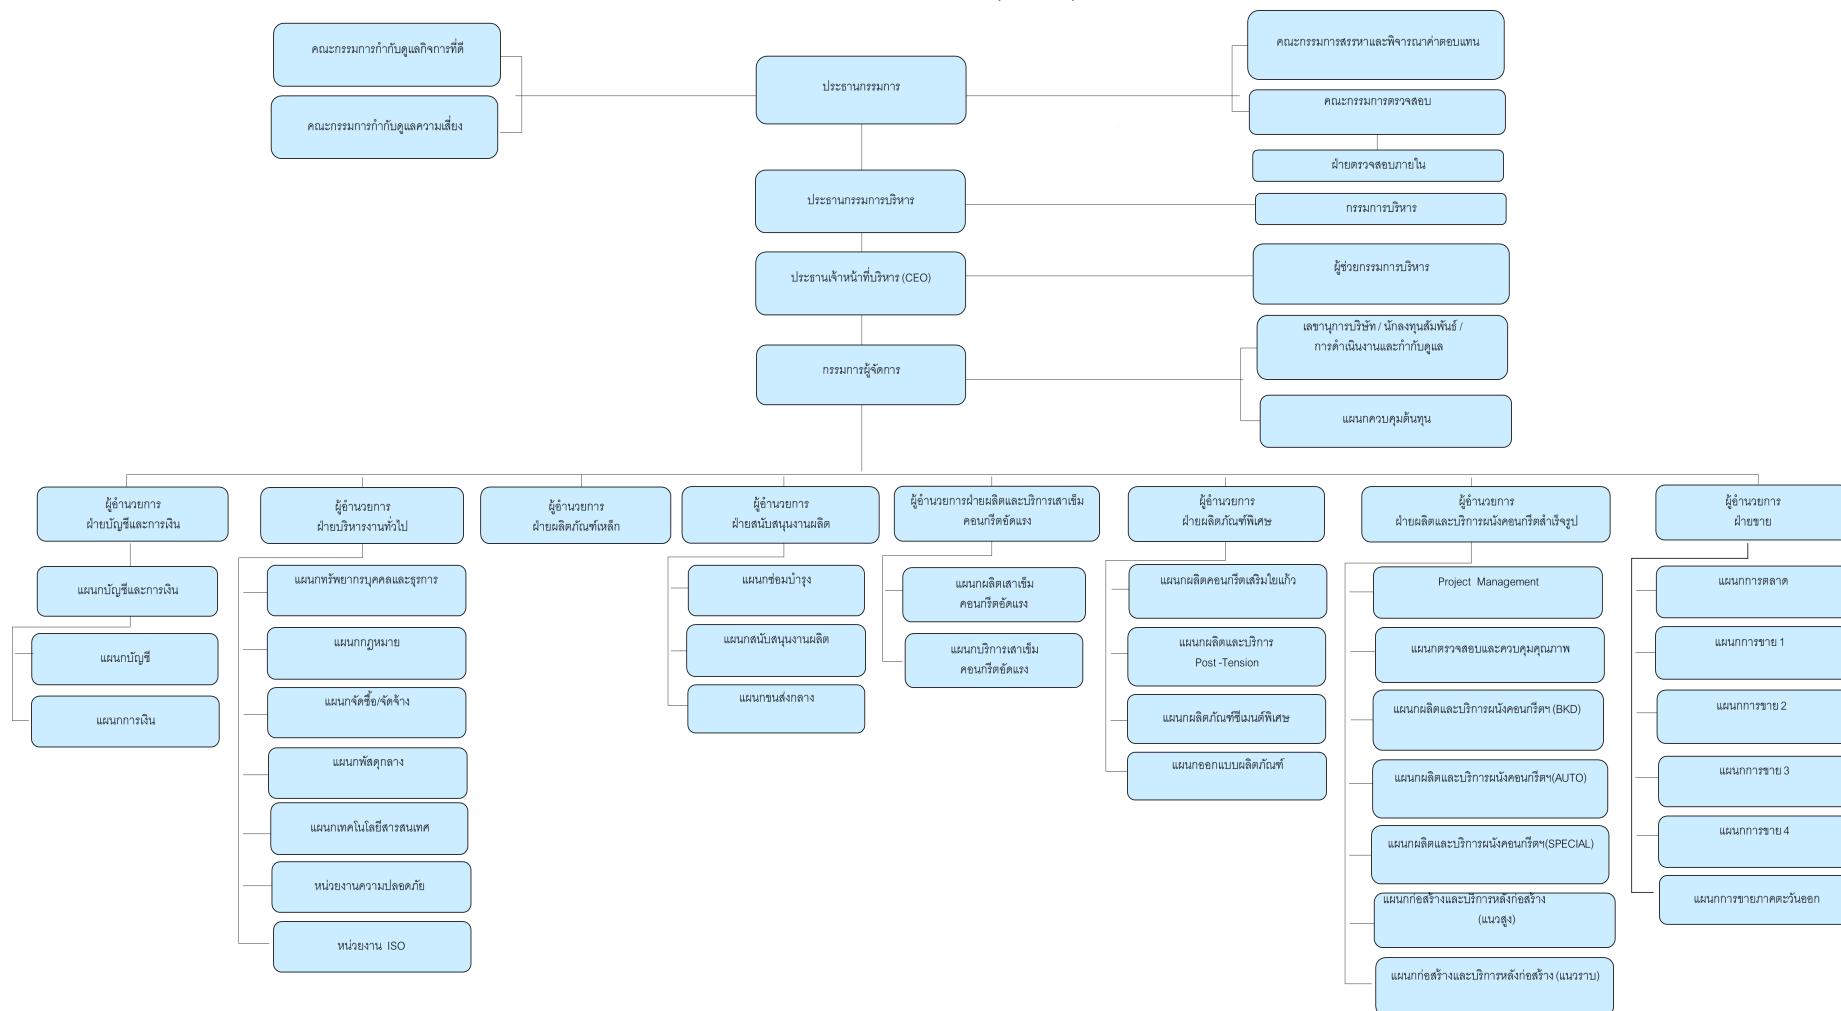 คณะกรรมการกำกับดูแลกิจการที่ดี
คณะกรรมการกำกับดูแลความเสี่ยง
ประธานกรรมการ
คณะกรรมการสรรหาและพิจารณาค่าตอบแทน
คณะกรรมการตรวจสอบ
ฝ่ายตรวจสอบภายใน
ประธานกรรมการบริหาร
กรรมการบริหาร
ประธานเจ้าหน้าที่บริหาร (CEO)
ผู้ช่วยกรรมการบริหาร
กรรมการผู้จัดการ
เลขานุการบริษัท / นักลงทุนสัมพันธ์ /
การดำเนินงานและกำกับดูแล
แผนกควบคุมต้นทุน
ผู้อำนวยการ
ฝ่ายบัญชีและการเงิน
แผนกบัญชีและการเงิน
แผนกบัญชี
แผนกการเงิน
ผู้อำนวยการ
ฝ่ายบริหารงานทั่วไป
แผนกทรัพยากรบุคคลและธุรการ
แผนกกฎหมาย
แผนกจัดซื้อ/จัดจ้าง
แผนกพัสดุกลาง
แผนกเทคโนโลยีสารสนเทศ
หน่วยงานความปลอดภัย
หน่วยงาน ISO
ผู้อำนวยการ
ฝ่ายผลิตภัณฑ์เหล็ก
ผู้อำนวยการ
ฝ่ายสนับสนุนงานผลิต
แผนกซ่อมบำรุง
แผนกสนับสนุนงานผลิต
แผนกขนส่งกลาง
ผู้อำนวยการฝ่ายผลิตและบริการเสาเข็ม
คอนกรีตอัดแรง
แผนกผลิตเสาเข็ม
คอนกรีตอัดแรง
แผนกบริการเสาเข็ม
คอนกรีตอัดแรง
ผู้อำนวยการ
ฝ่ายผลิตภัณฑ์พิเศษ
แผนกผลิตคอนกรีตเสริมใยแก้ว
แผนกผลิตและบริการ
Post -Tension
แผนกผลิตภัณฑ์ซีเมนต์พิเศษ
แผนกออกแบบผลิตภัณฑ์
ผู้อำนวยการ
ฝ่ายผลิตและบริการผนังคอนกรีตสำเร็จรูป
Project Management
แผนกตรวจสอบและควบคุมคุณภาพ
แผนกผลิตและบริการผนังคอนกรีตฯ (BKD)
แผนกผลิตและบริการผนังคอนกรีตฯ(AUTO)
แผนกผลิตและบริการผนังคอนกรีตฯ(SPECIAL)
แผนกก่อสร้างและบริการหลังก่อสร้าง
(แนวสูง)
แผนกก่อสร้างและบริการหลังก่อสร้าง (แนวราบ)
ผู้อำนวยการ
ฝ่ายขาย
แผนกการตลาด
แผนกการขาย 1
แผนกการขาย 2
แผนกการขาย 3
แผนกการขาย 4
แผนกการขายภาคตะวันออก